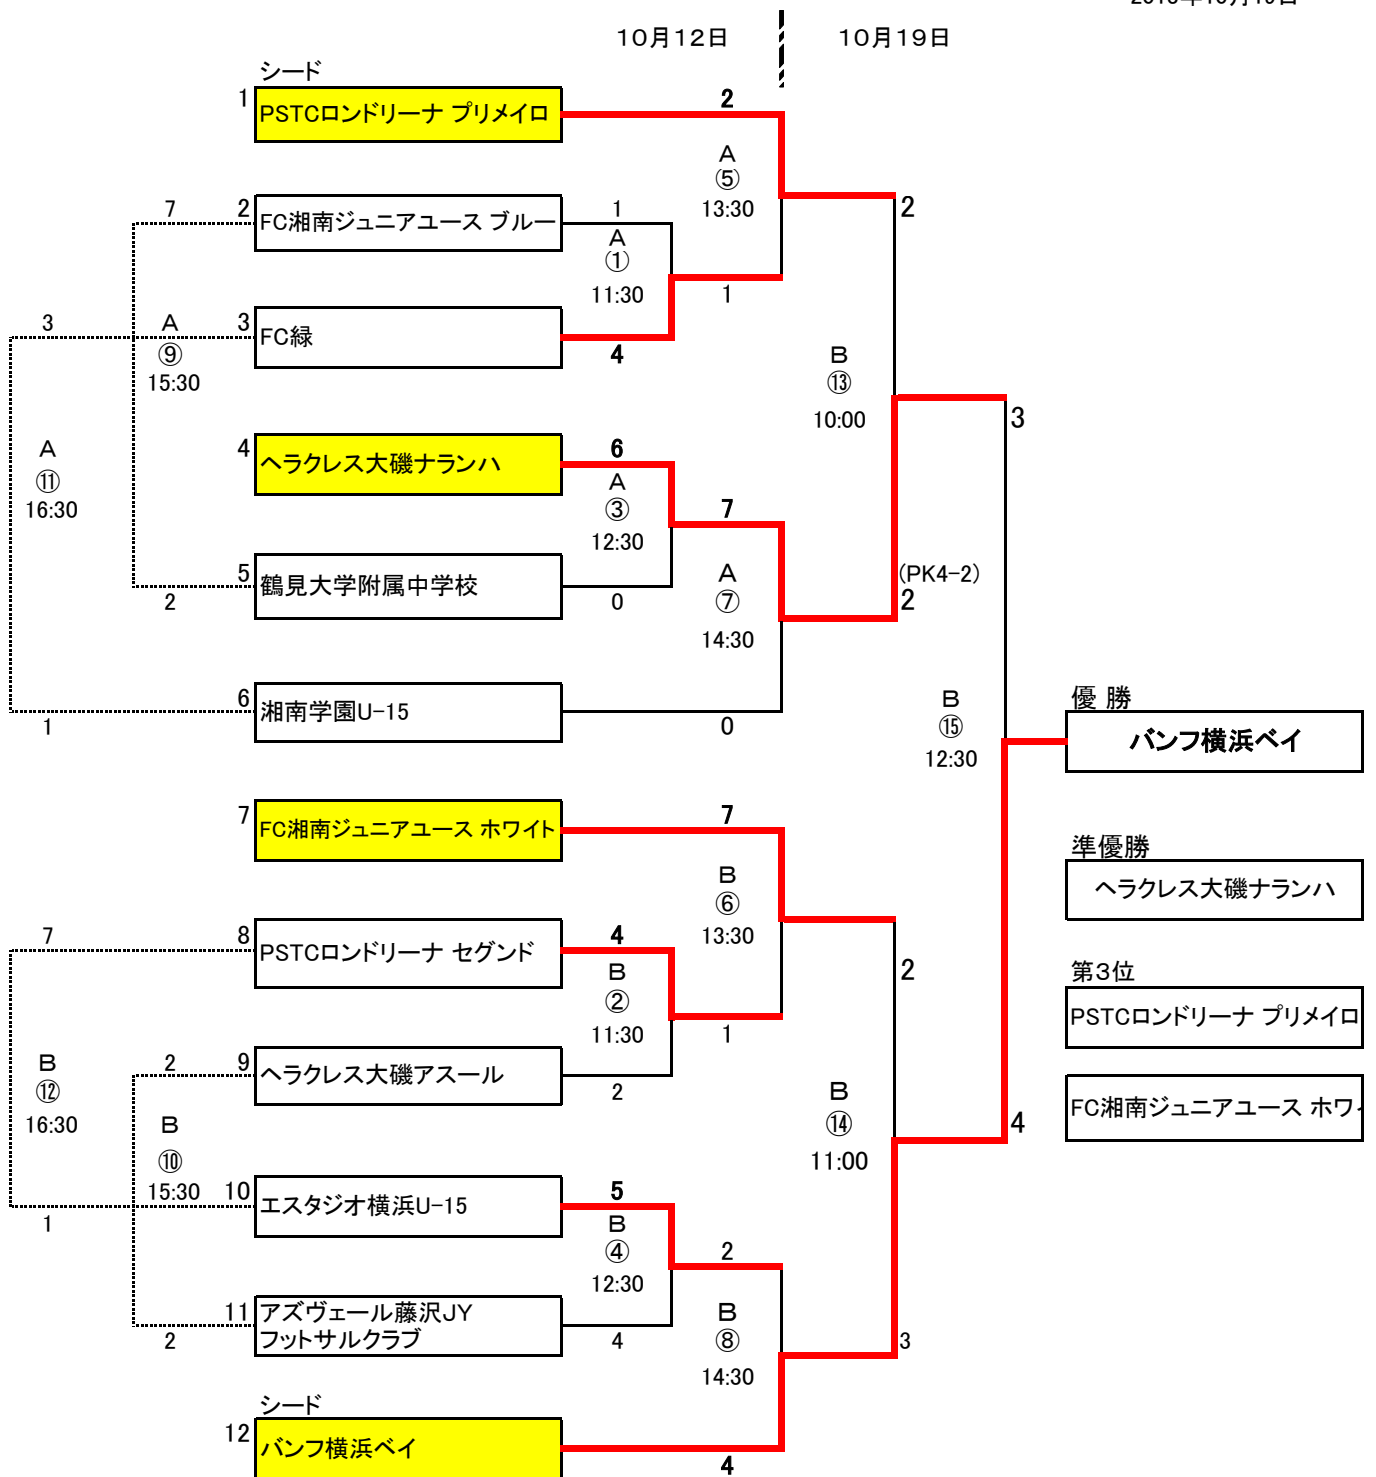 10月12日
10月19日
シード
1 PSTCロンドリーナ プリメイロ
2
A
⑤
13:30
7
2 FC湘南ジュニアユース ブルー
1
2
A
①
11:30
1
3
A
⑨
15:30
3 FC緑
4
B
⑬
10:00
3
A
⑪
16:30
4 ヘラクレス大磯ナランハ
6
A
③
12:30
7
5 鶴見大学附属中学校
2
0
A
⑦
14:30
(PK4-2)
2
6 湘南学園U-15
1
0
B
⑮
12:30
優 勝
バンフ横浜ベイ
7 FC湘南ジュニアユース ホワイト
7
B
⑥
13:30
準優勝
ヘラクレス大磯ナランハ
7
8 PSTCロンドリーナ セグンド
4
B
②
11:30
1
2
第3位
PSTCロンドリーナ プリメイロ
B
⑫
16:30
2
9 ヘラクレス大磯アスール
2
B
⑭
11:00
4
FC湘南ジュニアユース ホワ
B
⑩
15:30
10 エスタジオ横浜U-15
1
5
B
④
12:30
2
11 アズヴェール藤沢JY
フットサルクラブ
2
4
B
⑧
14:30
3
シード
12 バンフ横浜ベイ
4